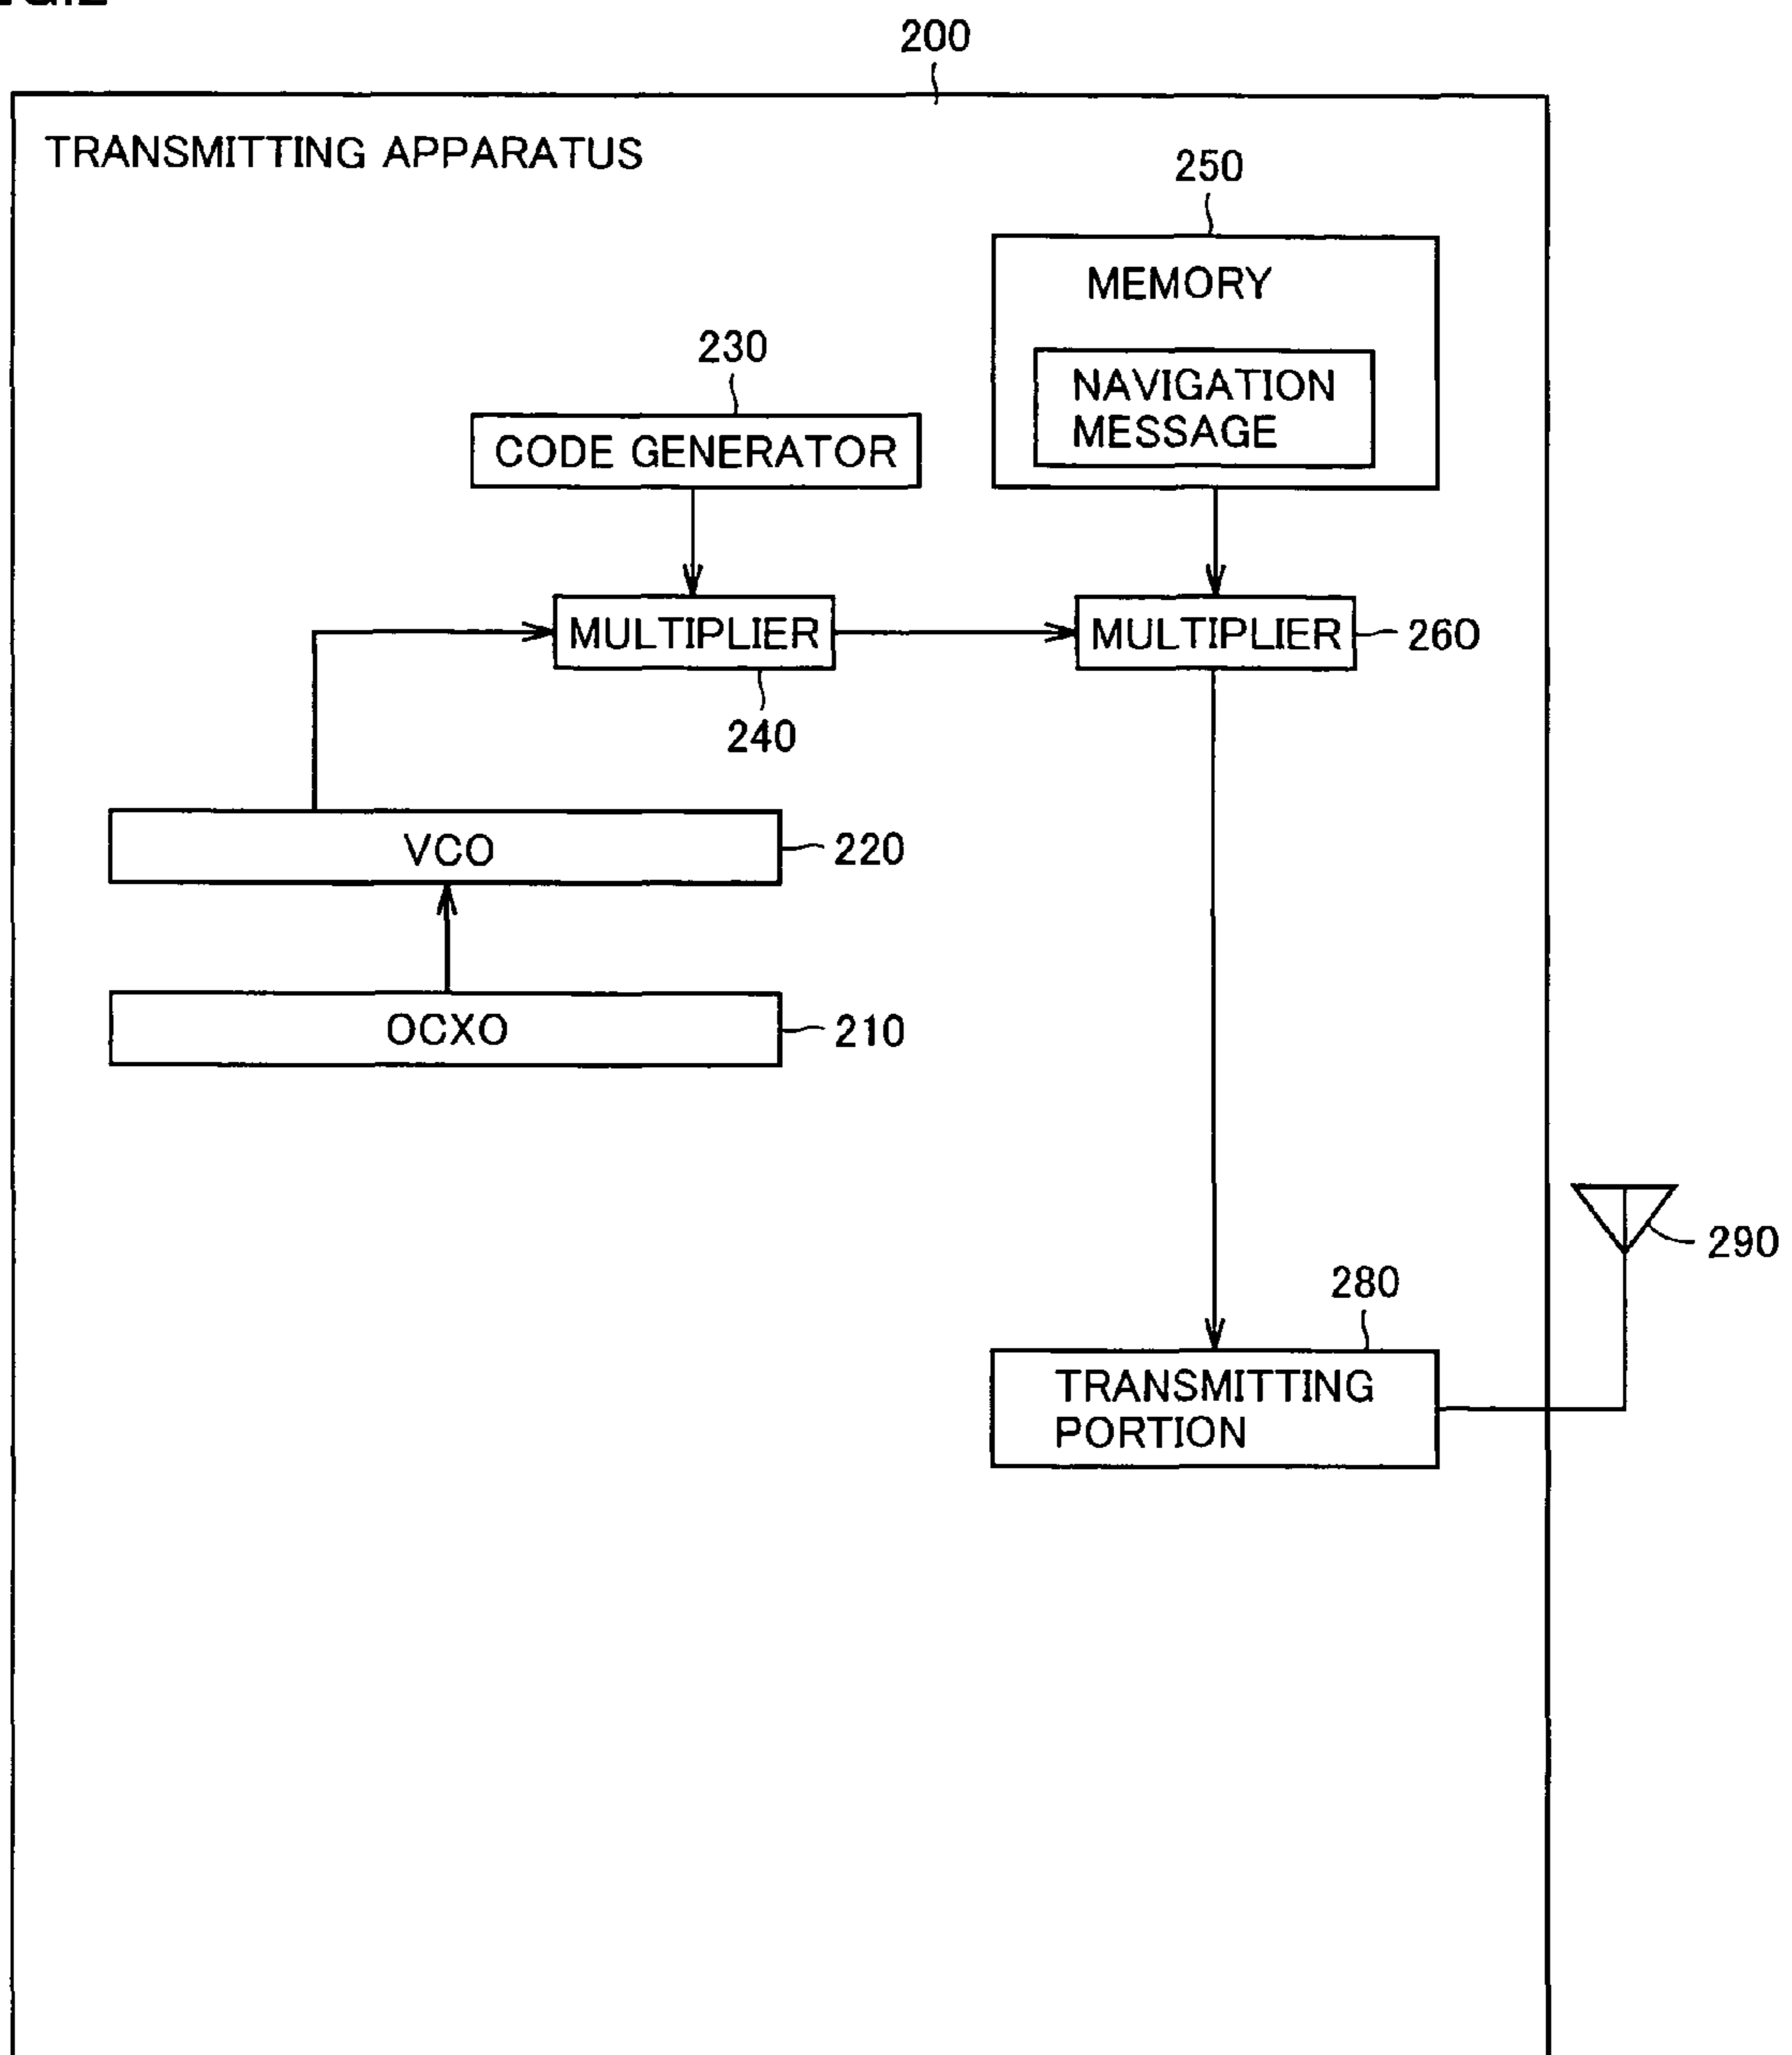 200
TRANSMITTING APPARATUS
250
MEMORY
230
NAVIGATION
MESSAGE
CODE GENERATOR
MULTIPLIER
MULTIPLIER
260
240
VCO
220
OCXO
210
290
280
TRANSMITTING
PORTION